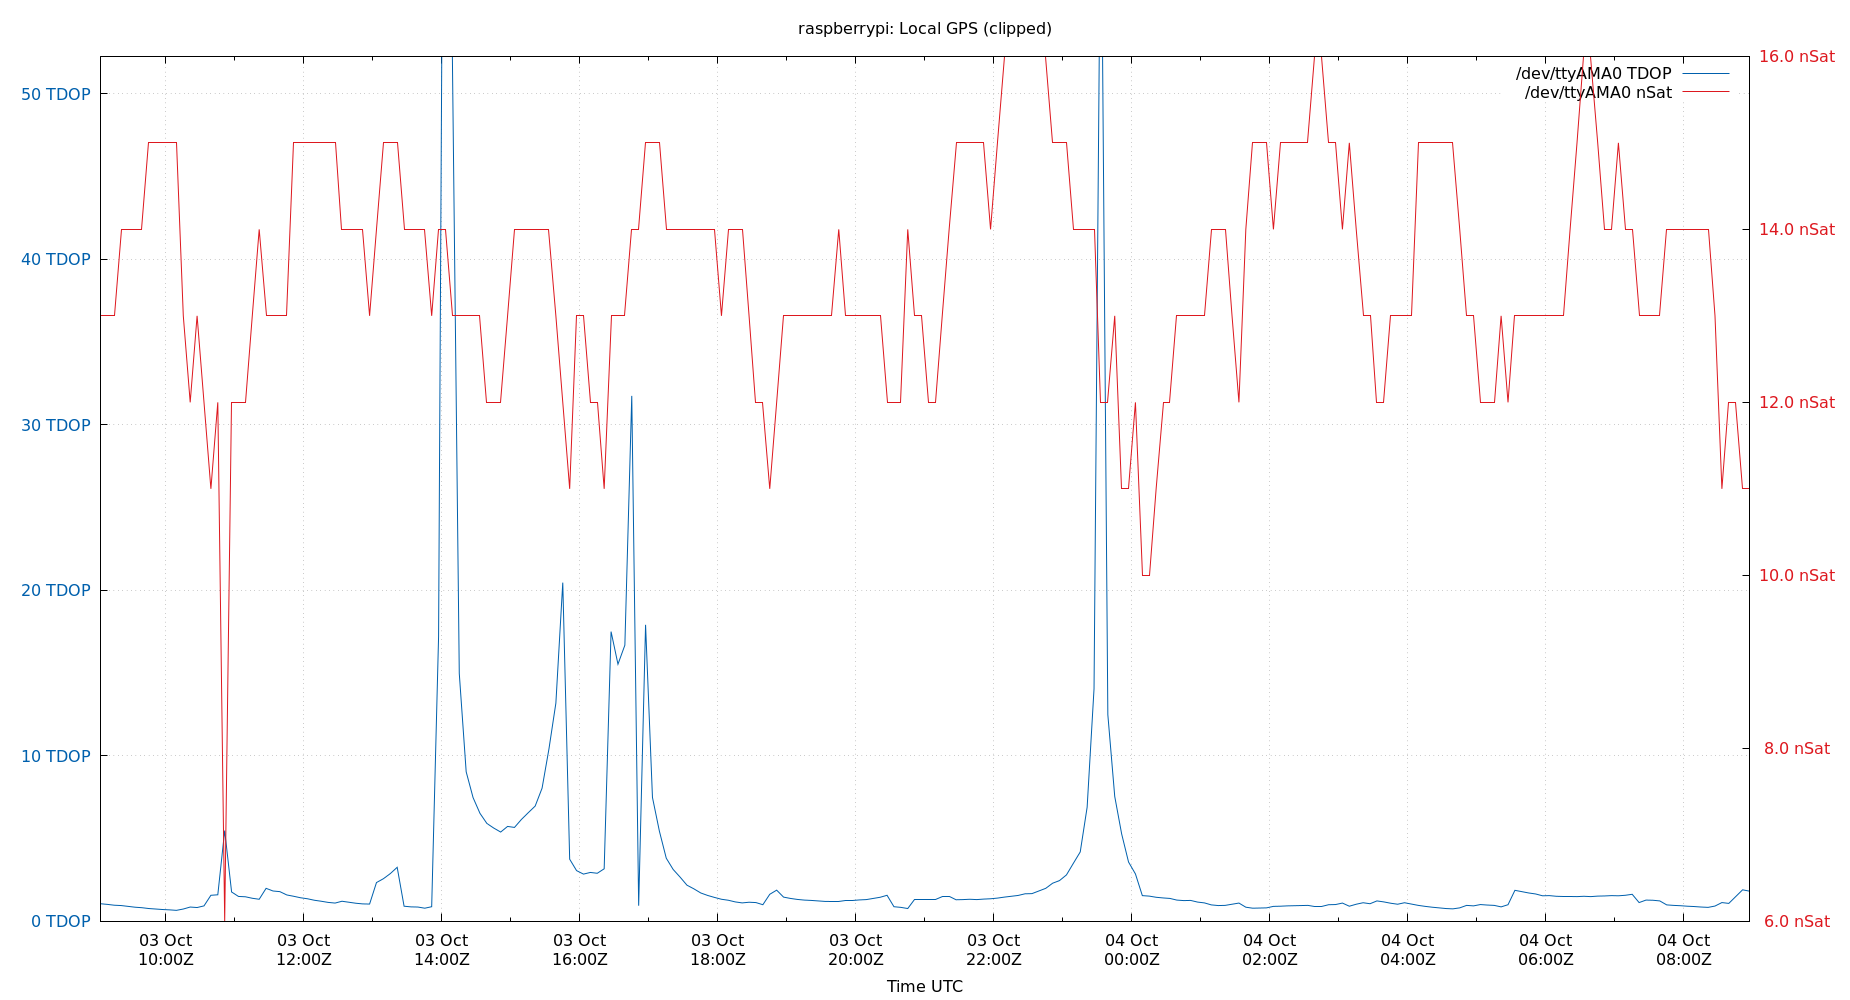 raspberrypi: Local GPS (clipped)
/dev/ttyAMA0 TDOP
/dev/ttyAMA0 nSat
50 TDOP
40 TDOP
30 TDOP
20 TDOP
10 TDOP
0 TDOP
16.0 nSat
14.0 nSat
12.0 nSat
10.0 nSat
8.0 nSat
6.0 nSat
03 Oct
10:00Z
03 Oct
12:00Z
03 Oct
14:00Z
03 Oct
16:00Z
03 Oct
18:00Z
03 Oct
20:00Z
03 Oct
22:00Z
04 Oct
00:00Z
04 Oct
02:00Z
04 Oct
04:00Z
04 Oct
06:00Z
04 Oct
08:00Z
Time UTC